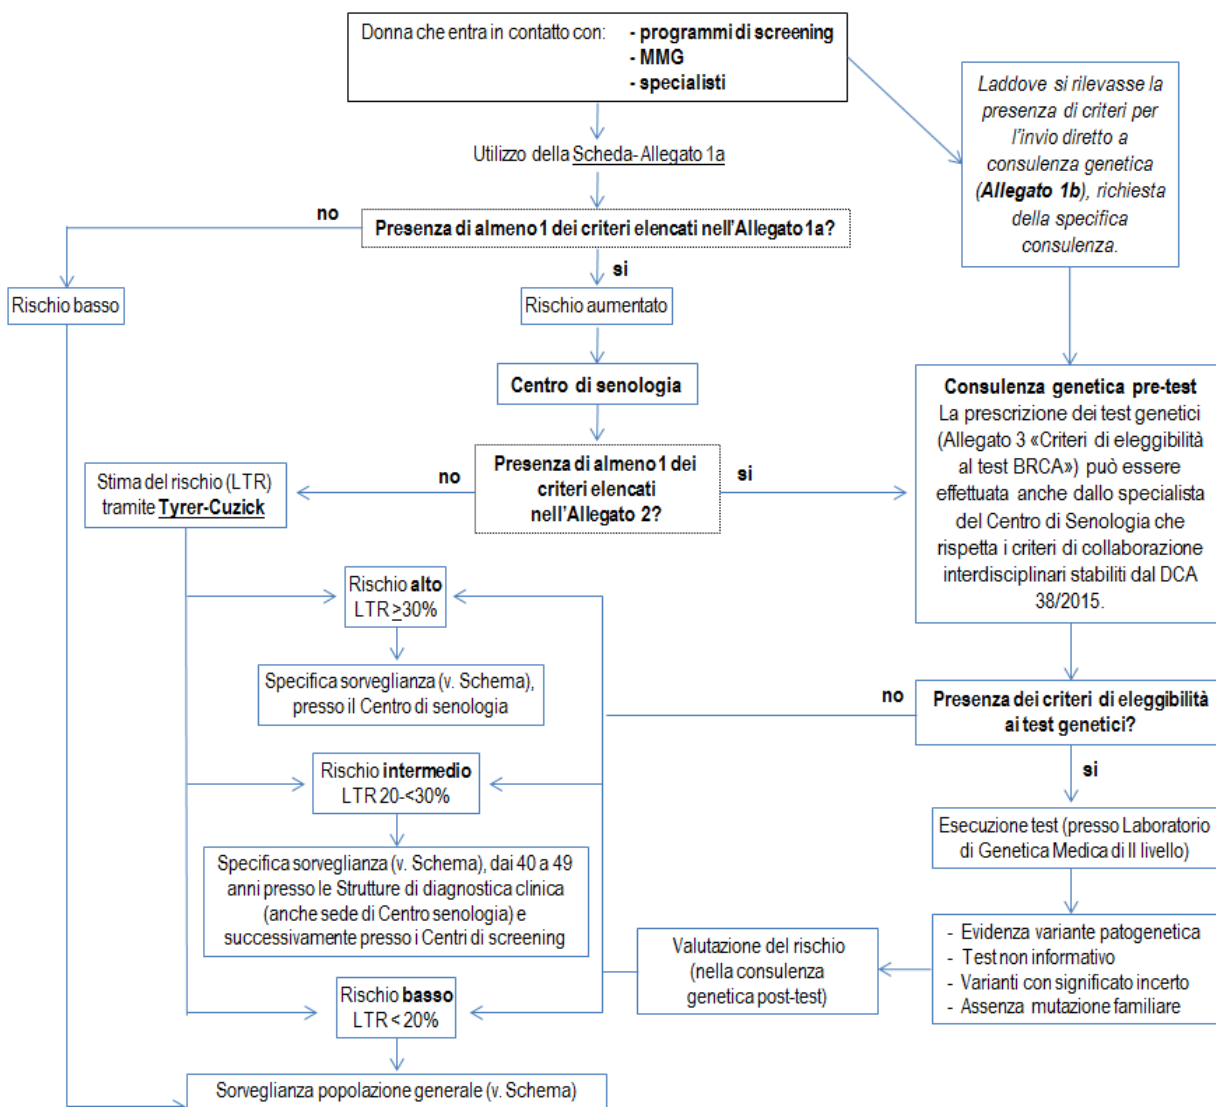 Donna che entra in contatto con: - programmi di screening
- MMG
- specialisti
Laddove si rilevasse la
presenza di criteri per
l'invio diretto a
consulenza genetica
(Allegato 1b), richiesta
della specifica
consulenza.
Utilizzo della Scheda-Allegato 1a
no
Presenza di almeno 1 dei criteri elencati nell'Allegato 1a?
si
Rischio basso
Rischio aumentato
Centro di senologia
Consulenza genetica pre-test
La prescrizione dei test genetici
(Allegato 3 «Criteri di eleggibilità
al test BRCA») può essere
effettuata anche dallo specialista
del Centro di Senologia che
rispetta i criteri di collaborazione
interdisciplinari stabiliti dal DCA
38/2015.
Presenza di almeno 1 dei
criteri elencati
nell'Allegato 2?
no
si
Stima del rischio (LTR)
tramite Tyrer-Cuzick
Rischio alto
LTR ≥30%
Specifica sorveglianza (v. Schema),
presso il Centro di senologia
no
Presenza dei criteri di eleggibilità
ai test genetici?
si
Rischio intermedio
LTR 20-<30%
Specifica sorveglianza (v. Schema), dai 40 a 49
anni presso le Strutture di diagnostica clinica
(anche sede di Centro senologia) e
successivamente presso i Centri di screening
Esecuzione test (presso Laboratorio
di Genetica Medica di II livello)
- Evidenza variante patogenetica
- Test non informativo
- Varianti con significato incerto
- Assenza mutazione familiare
Valutazione del rischio
(nella consulenza
genetica post-test)
Rischio basso
LTR < 20%
Sorveglianza popolazione generale (v. Schema)